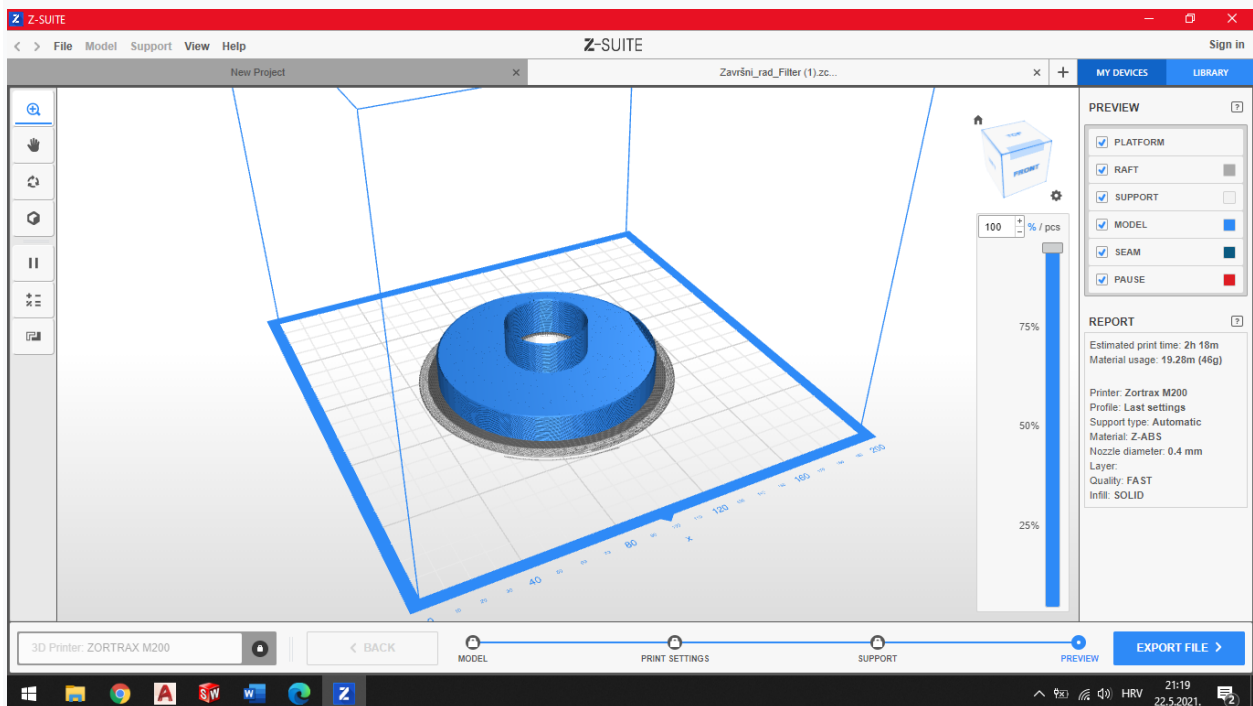 Z-SUITE
File Model Support View Help
Z-SUITE
Sign in
New Project
Završni_rad_Filter (1).zc...
MY DEVICES
LIBRARY
PREVIEW
PLATFORM
RAFT
SUPPORT
MODEL
SEAM
PAUSE
TOP
FRONT
100 % / pcs
75%
50%
25%
REPORT
Estimated print time: 2h 18m
Material usage: 19.28m (46g)
Printer: Zortrax M200
Profile: Last settings
Support type: Automatic
Material: Z-ABS
Nozzle diameter: 0.4 mm
Layer:
Quality: FAST
Infill: SOLID
0 40 80 120 160 200
X
3D Printer: ZORTRAX M200
BACK
MODEL
PRINT SETTINGS
SUPPORT
PREVIEW
EXPORT FILE
HRV
21:19
22.5.2021.
2